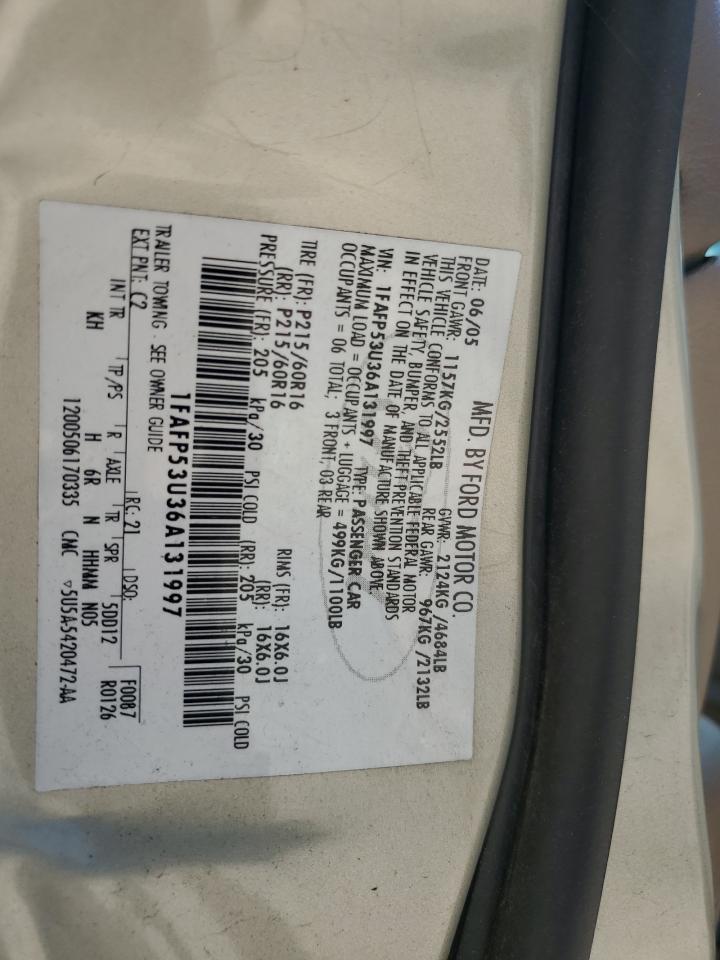 MFD. BY FORD MOTOR CO.
DATE: 06/05 GVWR: 2124KG /4684LB
FRONT GAWR: 1157KG/2552LB REAR GAWR: 967KG /2132LB
THIS VEHICLE CONFORMS TO ALL APPLICABLE FEDERAL MOTOR
VEHICLE SAFETY, BUMPER, AND THEFT PREVENTION STANDARDS
IN EFFECT ON THE DATE OF MANUFACTURE SHOWN ABOVE.
VIN: 1FAFP53U36A131997 TYPE: PASSENGER CAR
MAXIMUM LOAD = OCCUPANTS + LUGGAGE = 499KG/1100LB
OCCUPANTS = 06 TOTAL; 3 FRONT, 03 REAR
TIRE (FR): P215/60R16 RIMS (FR): 16X6.0J
(RR): P215/60R16 (RR): 16X6.0J
PRESSURE (FR): 205 kPa/30 PSI COLD (RR): 205 kPa/30 PSI COLD
1FAFP53U36A131997
TRAILER TOWING - SEE OWNER GUIDE
EXT PNT: C2 RC: 21 DSO: F0087
INT TR TP/PS R AXLE TR SPR 5DD12 R0126
KH H 6R N HHMM N05
1200506170335 CMC ▽5U5A-5420472-AA